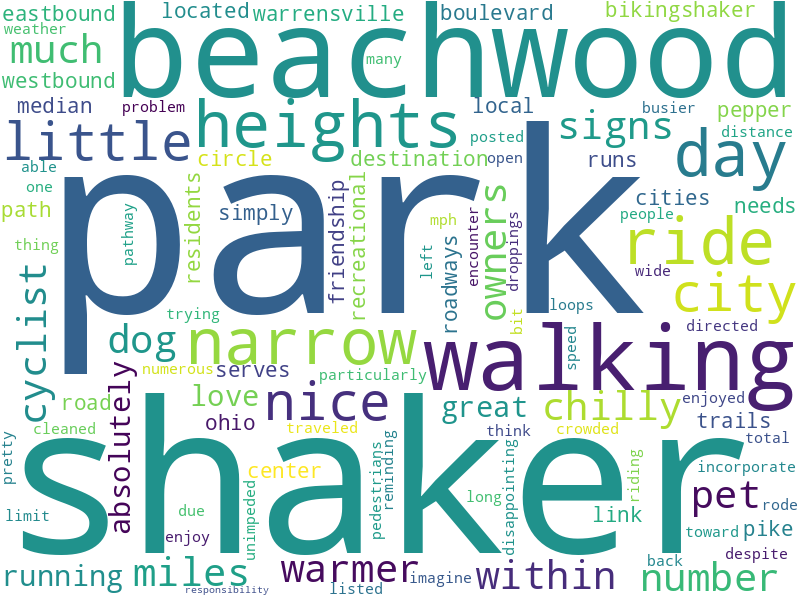 eastbound
located
warrensville
boulevard
bikingshaker
weather
much
beachwood
many
westbound
median
problem
heights
local
busier
pepper
little
signs
posted
distance
able
circle
destination
open
runs
day
one
park
residents
recreational
friendship
owners
cities
needs
path
simply
pathway
mph
encounter
droppings
people
thing
left
roadways
ride
wide
cyclist
trying
bit
loops
city
dog
narrow
speed
directed
walking
numerous
serves
particularly
absolutely
road
love
nice
great
chilly
enjoyed
ohio
cleaned
traveled
think
crowded
trails
total
pretty
shaker
center
pedestrians
reminding
disappointing
riding
incorporate
unimpeded
long
pet
rode
limit
due
link
toward
pike
enjoy
back
despite
running
miles
warmer
imagine
within
number
responsibility
listed